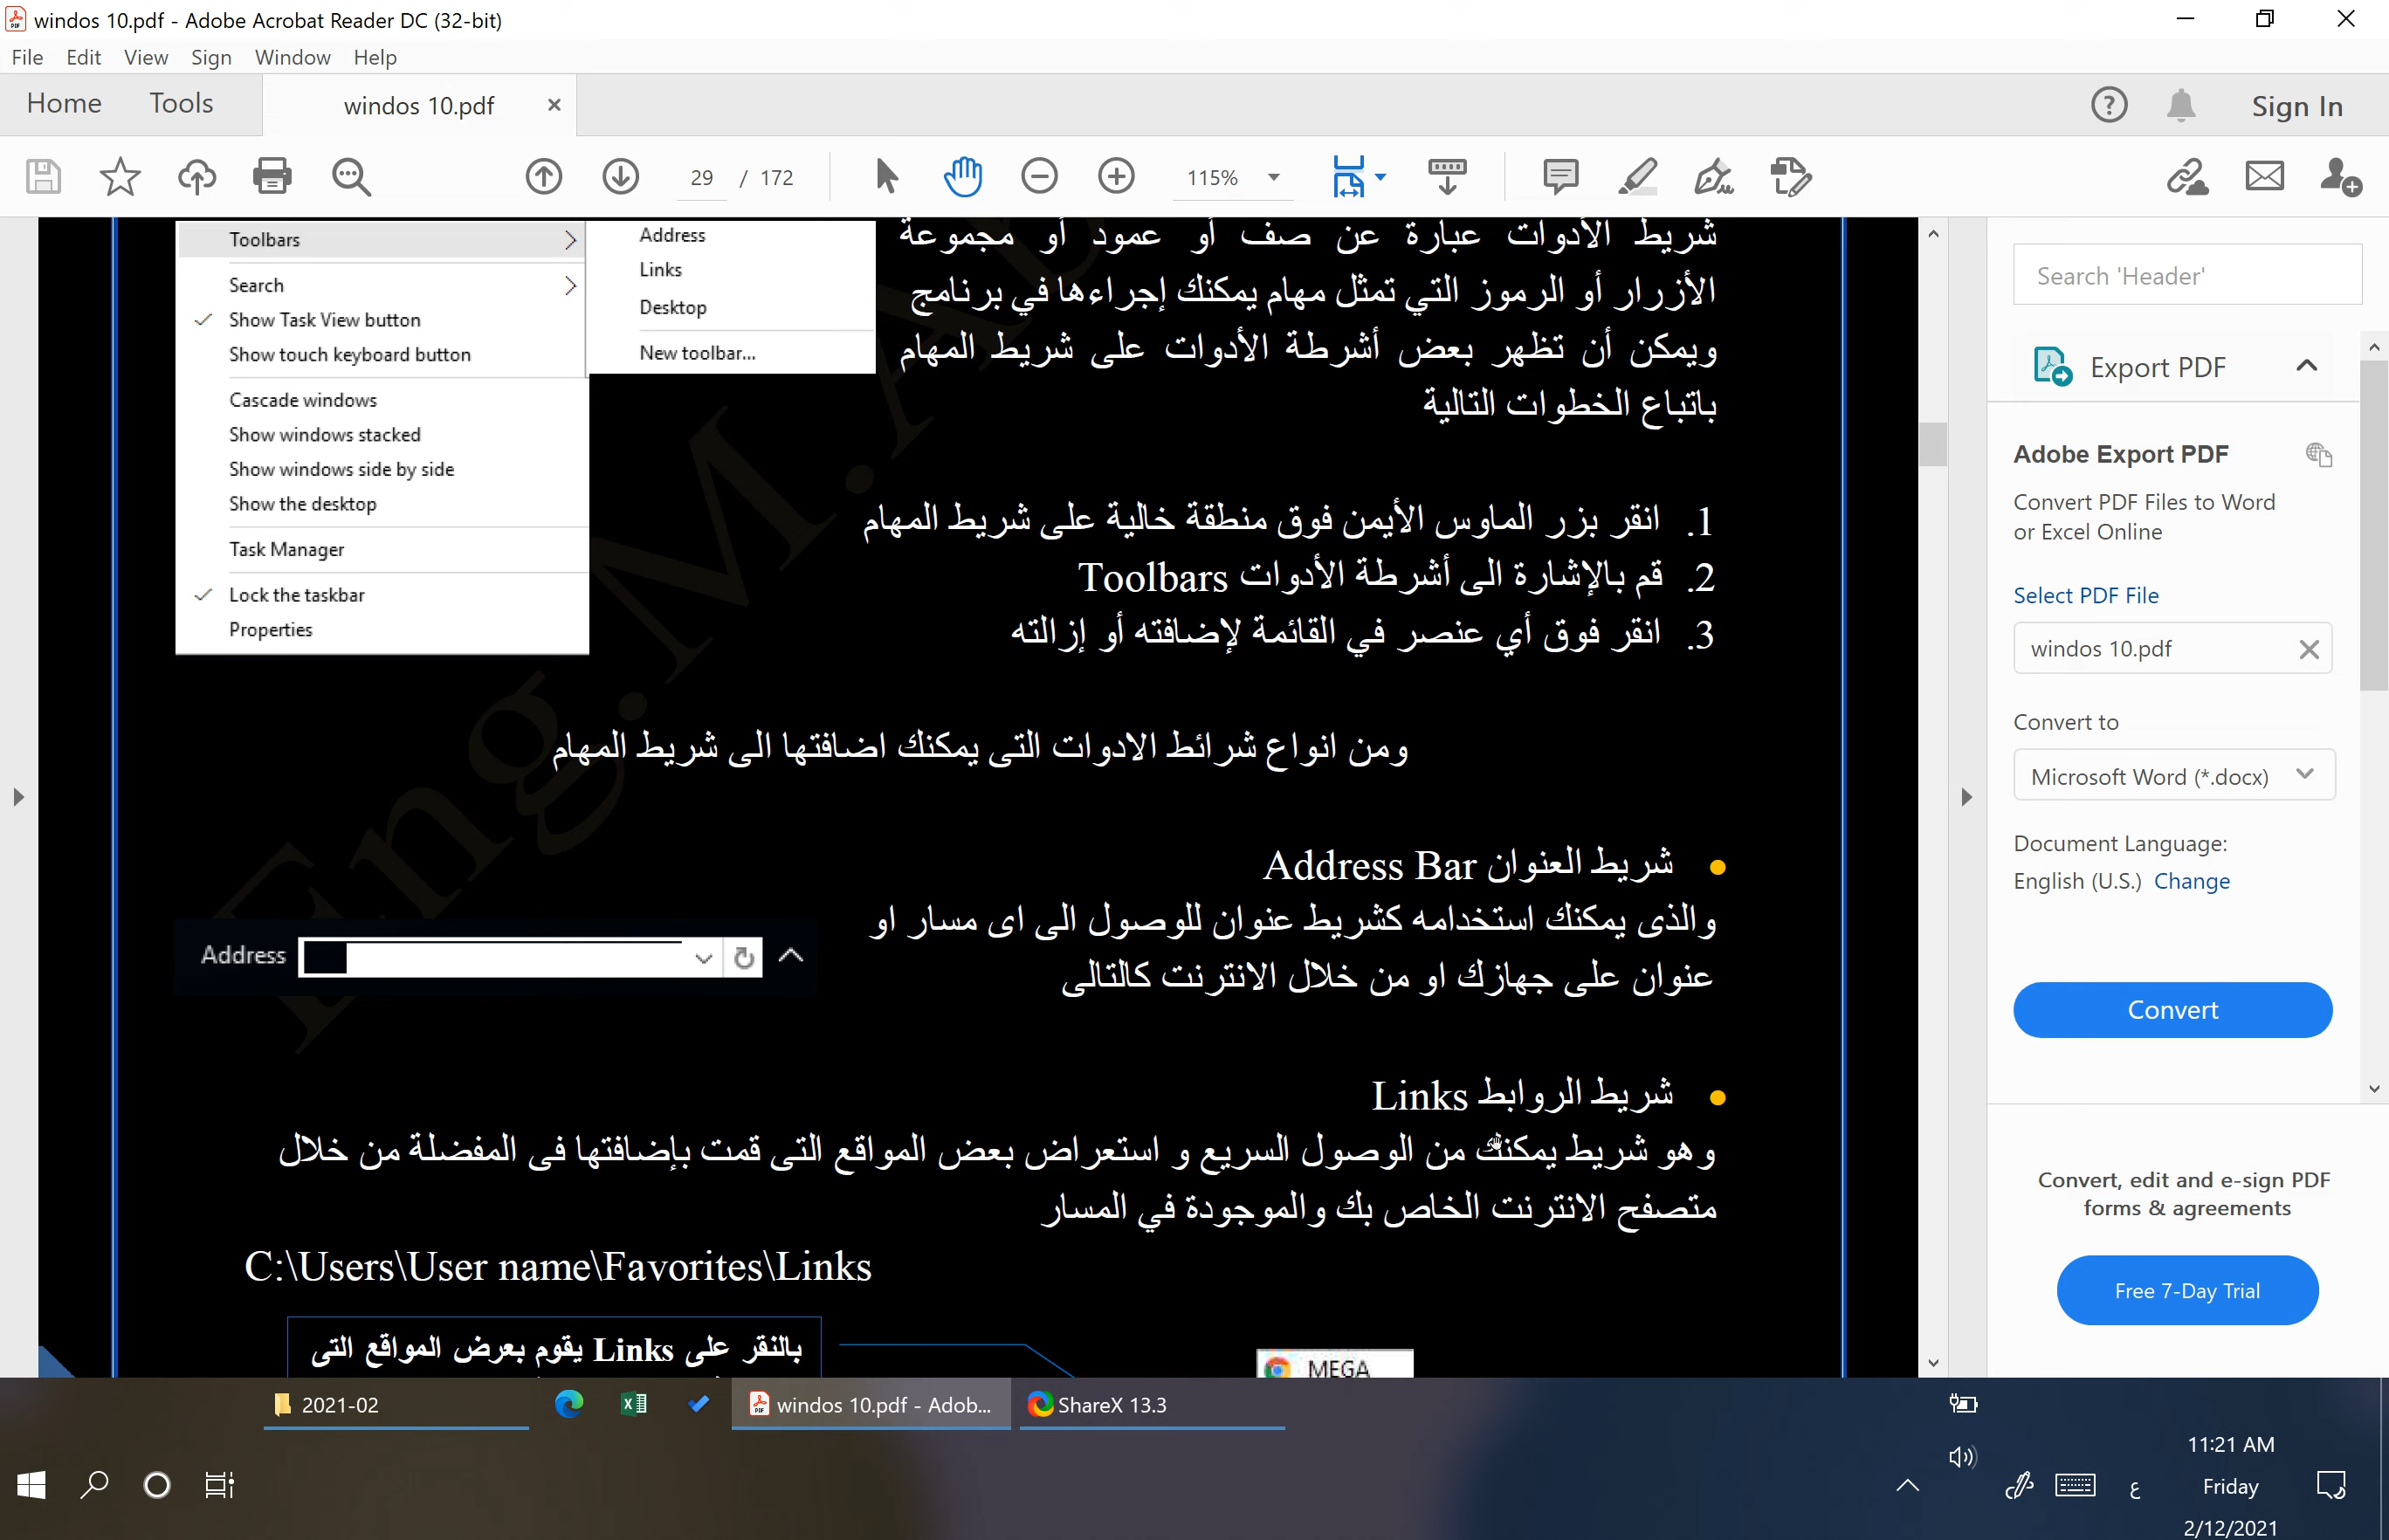 windos 10.pdf - Adobe Acrobat Reader DC (32-bit)
File Edit View Sign Window Help
Home Tools windos 10.pdf Sign In
29 / 172 115%
Toolbars
Search
Show Task View button
Show touch keyboard button
Cascade windows
Show windows stacked
Show windows side by side
Show the desktop
Task Manager
Lock the taskbar
Properties
Address
Links
Desktop
New toolbar...
شريط الأدوات عبارة عن صف أو عمود أو مجموعة
الأزرار أو الرموز التي تمثل مهام يمكنك إجراءها في برنامج
ويمكن أن تظهر بعض أشرطة الأدوات على شريط المهام
باتباع الخطوات التالية
1. انقر بزر الماوس الأيمن فوق منطقة خالية على شريط المهام
2. قم بالإشارة الى أشرطة الأدوات Toolbars
3. انقر فوق أي عنصر في القائمة لإضافته أو إزالته
ومن انواع شرائط الادوات التى يمكنك اضافتها الى شريط المهام
• شريط العنوان Address Bar
والذى يمكنك استخدامه كشريط عنوان للوصول الى اى مسار او
عنوان على جهازك او من خلال الانترنت كالتالى
Address
• شريط الروابط Links
وهو شريط يمكنك من الوصول السريع و استعراض بعض المواقع التى قمت بإضافتها فى المفضلة من خلال
متصفح الانترنت الخاص بك والموجودة في المسار
C:\Users\User name\Favorites\Links
بالنقر على Links يقوم بعرض المواقع التى
MEGA
Eng.M.A
Search 'Header'
Export PDF
Adobe Export PDF
Convert PDF Files to Word
or Excel Online
Select PDF File
windos 10.pdf
Convert to
Microsoft Word (*.docx)
Document Language:
English (U.S.) Change
Convert
Convert, edit and e-sign PDF
forms & agreements
Free 7-Day Trial
2021-02
windos 10.pdf - Adob...
ShareX 13.3
ع
11:21 AM
Friday
2/12/2021